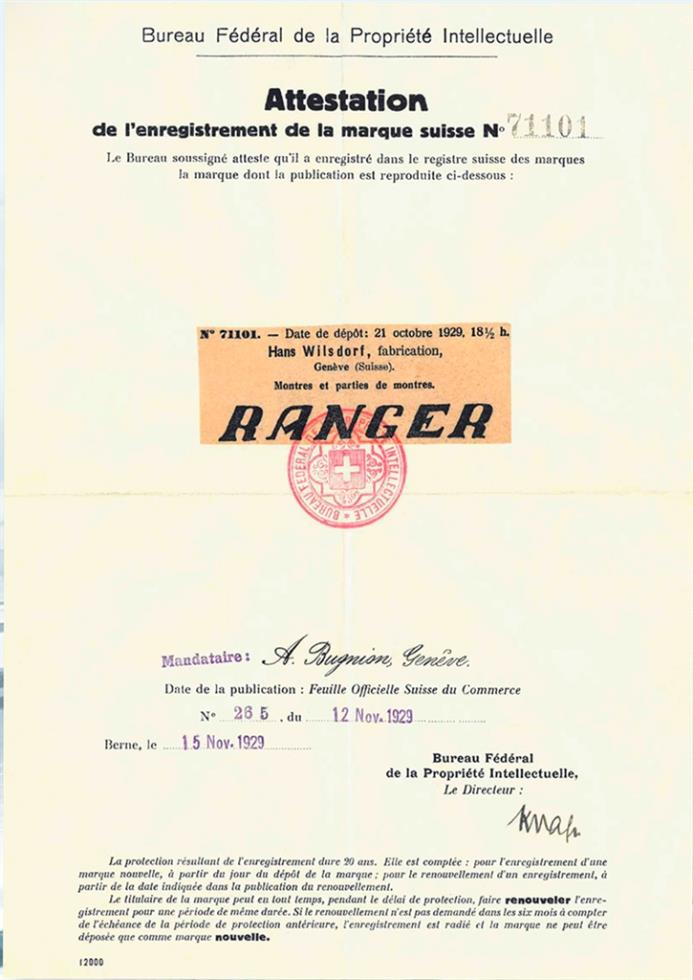 Bureau Fédéral de la Propriété Intellectuelle
Attestation
de l'enregistrement de la marque suisse N° 71101
Le Bureau soussigné atteste qu'il a enregistré dans le registre suisse des marques
la marque dont la publication est reproduite ci-dessous :
N° 71101. — Date de dépôt: 21 octobre 1929, 18½ h.
Hans Wilsdorf, fabrication,
Genève (Suisse).
Montres et parties de montres.
RANGER
BUREAU FÉDÉRAL DE LA PROPRIÉTÉ INTELLECTUELLE
Mandataire : A. Bugnion, Genève.
Date de la publication : Feuille Officielle Suisse du Commerce
N° 265, du 12 Nov. 1929
Berne, le 15 Nov. 1929
Bureau Fédéral
de la Propriété Intellectuelle,
Le Directeur :
La protection résultant de l'enregistrement dure 20 ans. Elle est comptée : pour l'enregistrement d'une
marque nouvelle, à partir du jour du dépôt de la marque ; pour le renouvellement d'un enregistrement, à
partir de la date indiquée dans la publication du renouvellement.
Le titulaire de la marque peut en tout temps, pendant le délai de protection, faire renouveler l'enre-
gistrement pour une période de même darée. Si le renouvellement n'est pas demandé dans les six mois à compter
de l'échéance de la période de protection antérieure, l'enregistrement est radié et la marque ne peut être
déposée que comme marque nouvelle.
12000